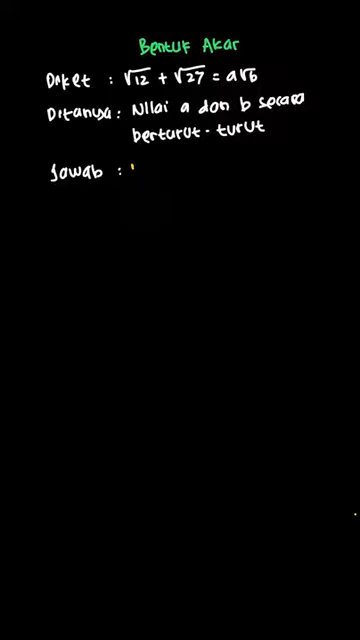 Bentuk Akar
Diket : √12 + √27 = a√b
Ditanya : Nilai a dan b secara
berturut - turut
Jawab :